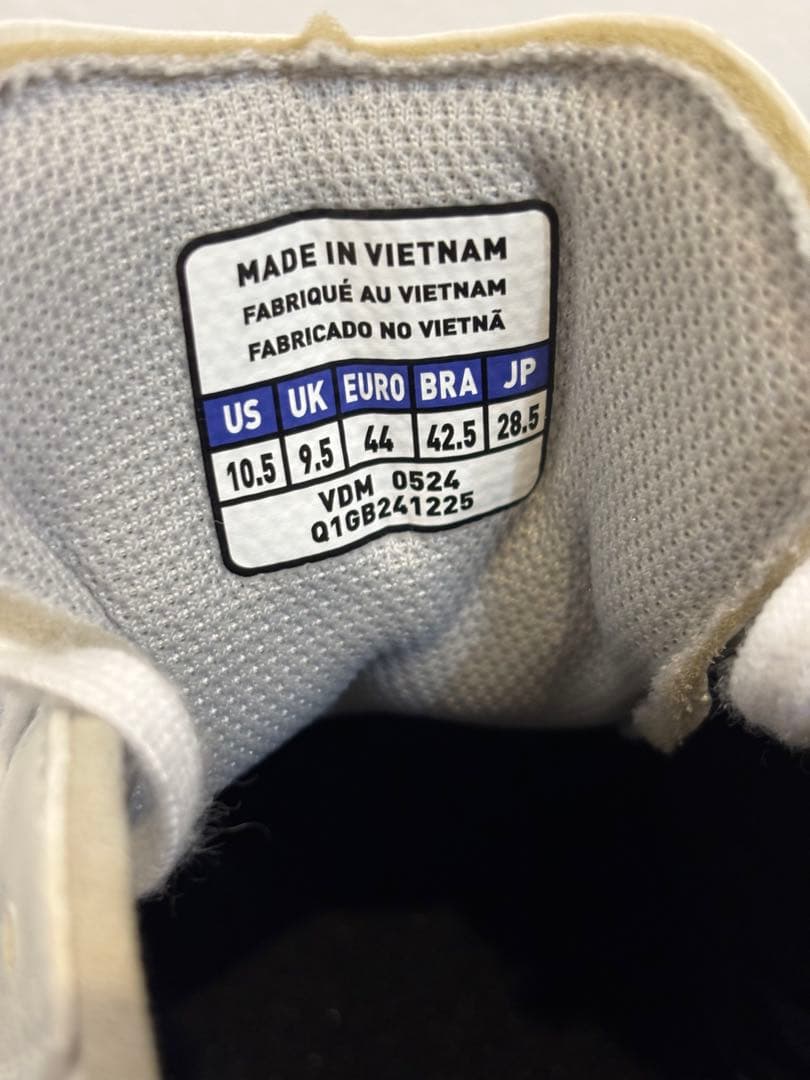 MADE IN VIETNAM
FABRIQUÉ AU VIETNAM
FABRICADO NO VIETNÃ
US UK EURO BRA JP
10.5 9.5 44 42.5 28.5
VDM 0524
Q1GB241225